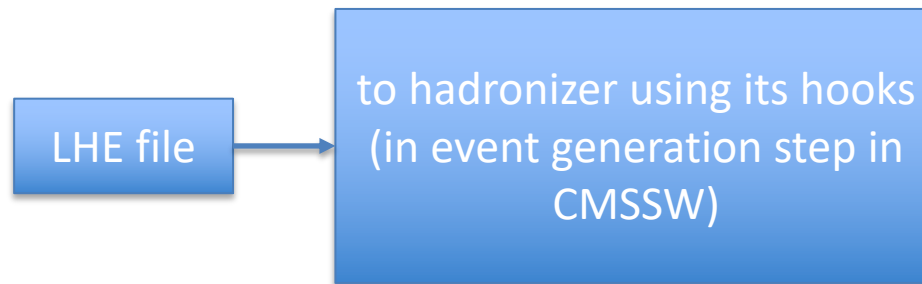 LHE file
to hadronizer using its hooks
(in event generation step in
CMSSW)